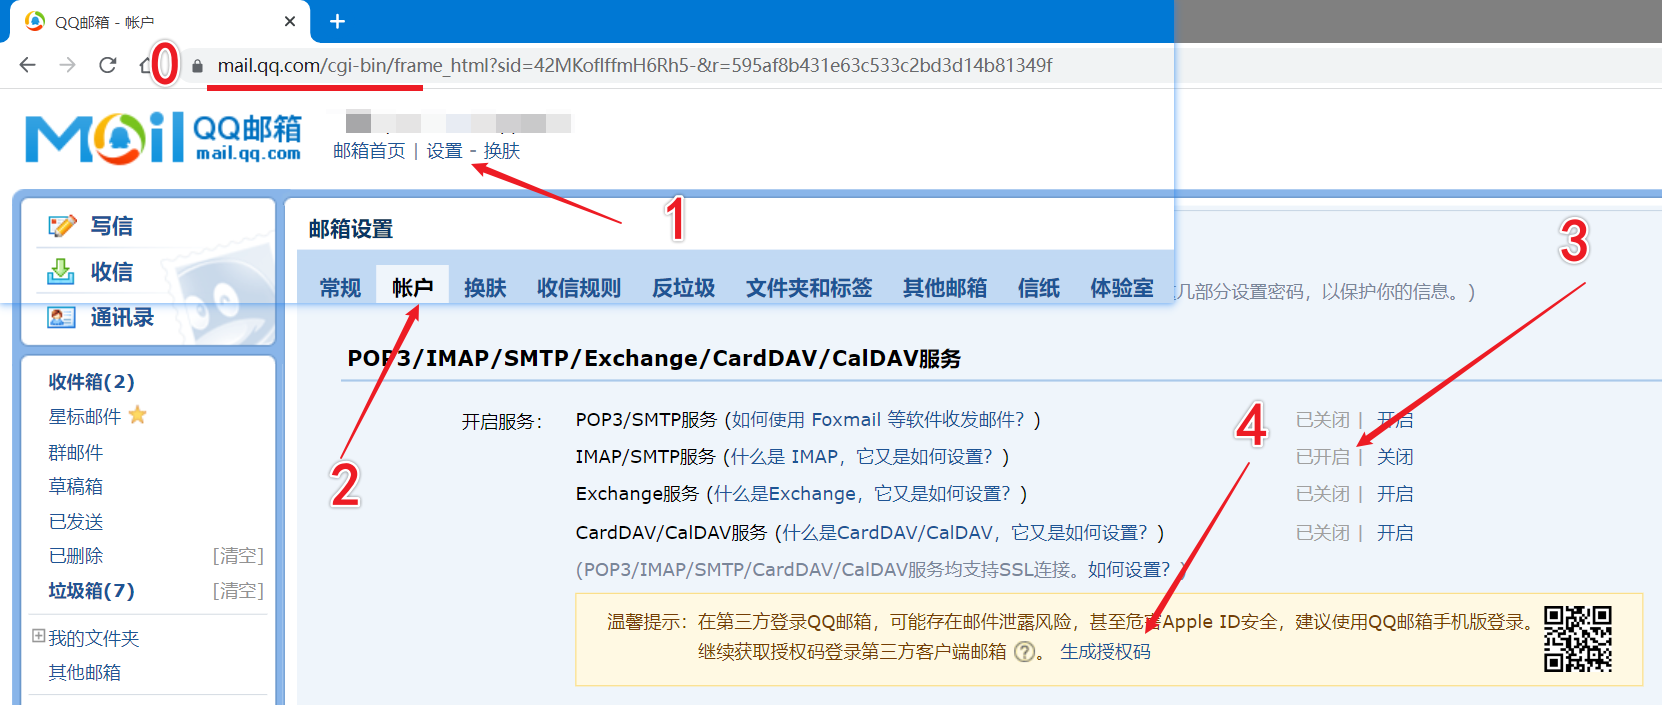 QQ邮箱 - 帐户
0
mail.qq.com/cgi-bin/frame_html?sid=42MKoflffmH6Rh5-&r=595af8b431e63c533c2bd3d14b81349f
Mail QQ邮箱
mail.qq.com
邮箱首页 | 设置 - 换肤
1
写信
收信
通讯录
收件箱(2)
星标邮件
群邮件
草稿箱
已发送
已删除 [清空]
垃圾箱(7) [清空]
我的文件夹
其他邮箱
邮箱设置
常规 帐户 换肤 收信规则 反垃圾 文件夹和标签 其他邮箱 信纸 体验室
几部分设置密码，以保护你的信息。)
2
3
4
POP3/IMAP/SMTP/Exchange/CardDAV/CalDAV服务
开启服务： POP3/SMTP服务 (如何使用 Foxmail 等软件收发邮件？) 已关闭 | 开启
IMAP/SMTP服务 (什么是 IMAP，它又是如何设置？) 已开启 | 关闭
Exchange服务 (什么是Exchange，它又是如何设置？) 已关闭 | 开启
CardDAV/CalDAV服务 (什么是CardDAV/CalDAV，它又是如何设置？) 已关闭 | 开启
(POP3/IMAP/SMTP/CardDAV/CalDAV服务均支持SSL连接。如何设置？)
温馨提示：在第三方登录QQ邮箱，可能存在邮件泄露风险，甚至危害Apple ID安全，建议使用QQ邮箱手机版登录。
继续获取授权码登录第三方客户端邮箱 ? 。 生成授权码